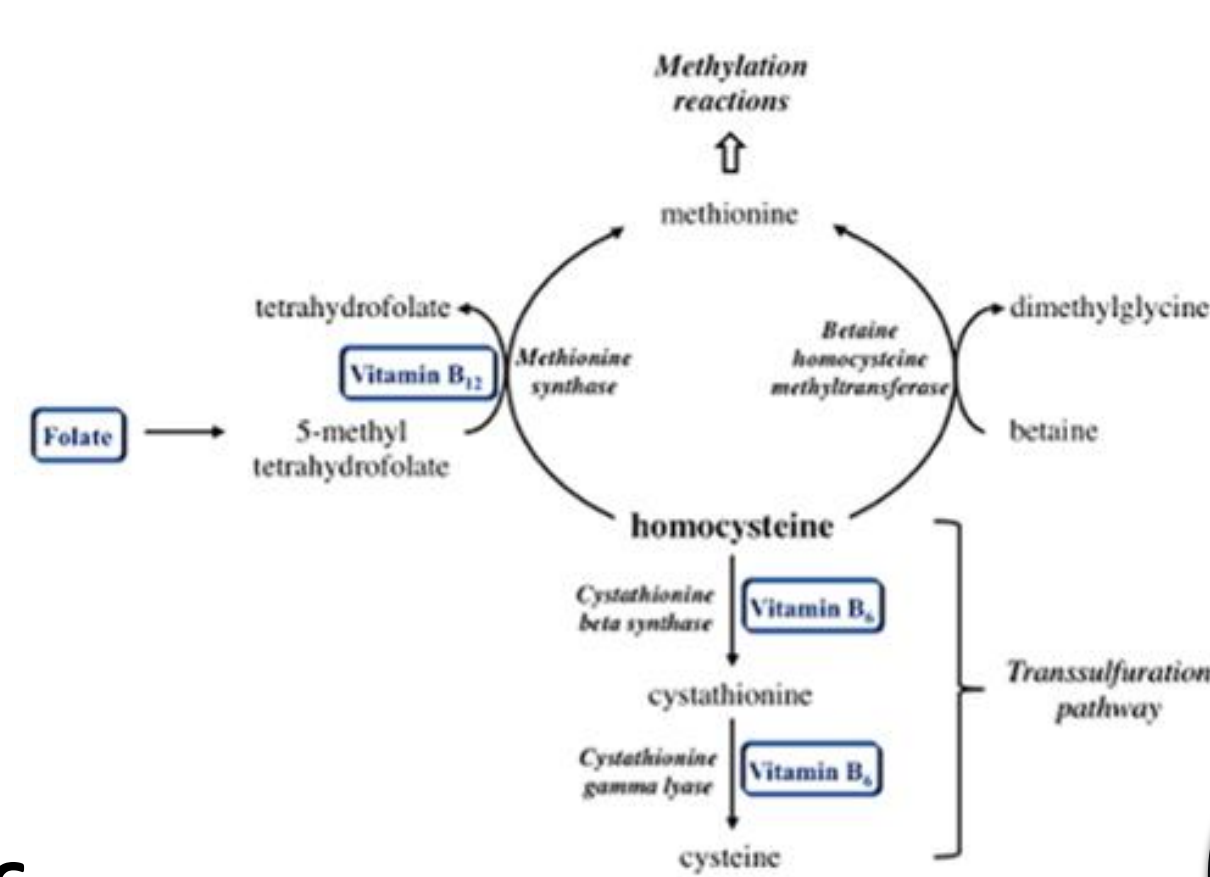 Methylation
reactions
methionine
tetrahydrofolate
dimethylglycine
Vitamin B₁₂
Methionine
synthase
Betaine
homocysteine
methyltransferase
Folate
5-methyl
tetrahydrofolate
betaine
homocysteine
Cystathionine
beta synthase
Vitamin B₆
cystathionine
Transsulfuration
pathway
Cystathionine
gamma lyase
Vitamin B₆
cysteine